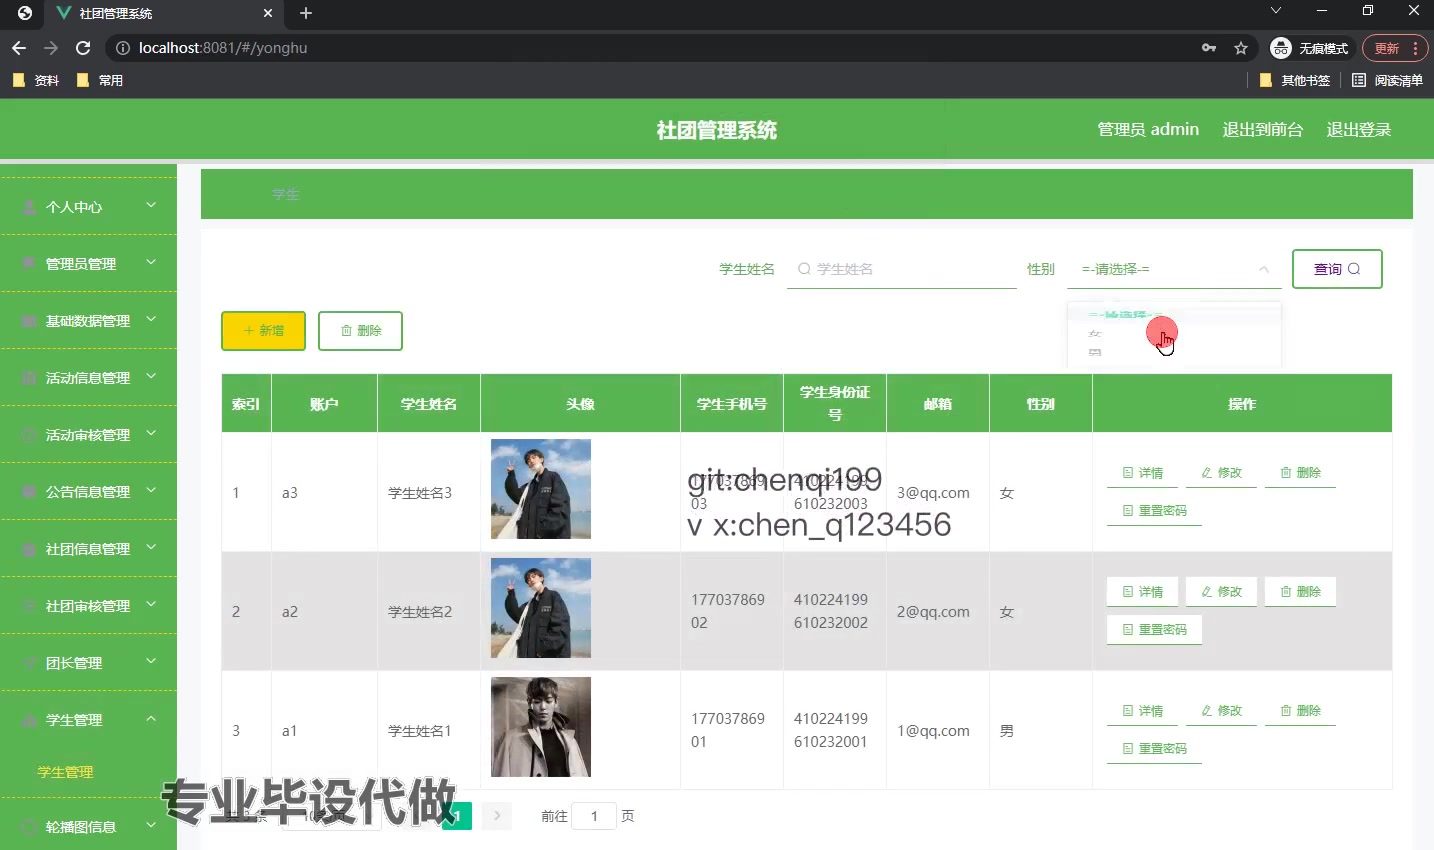 社团管理系统
localhost:8081/#/yonghu
无痕模式
更新
资料
常用
其他书签
阅读清单
社团管理系统
管理员 admin
退出到前台
退出登录
学生
个人中心
管理员管理
基础数据管理
活动信息管理
活动审核管理
公告信息管理
社团信息管理
社团审核管理
团长管理
学生管理
学生管理
轮播图信息
学生姓名
学生姓名
性别
=-请选择-=
查询
=-请选择-=
女
男
新增
删除
索引 账户 学生姓名 头像 学生手机号 学生身份证号 邮箱 性别 操作
1 a3 学生姓名3 17703786903 410224199610232003 3@qq.com 女
详情 修改 删除
重置密码
git:chenqi199
v x:chen_q123456
2 a2 学生姓名2 17703786902 410224199610232002 2@qq.com 女
详情 修改 删除
重置密码
3 a1 学生姓名1 17703786901 410224199610232001 1@qq.com 男
详情 修改 删除
重置密码
专业毕设代做
1
前往 1 页